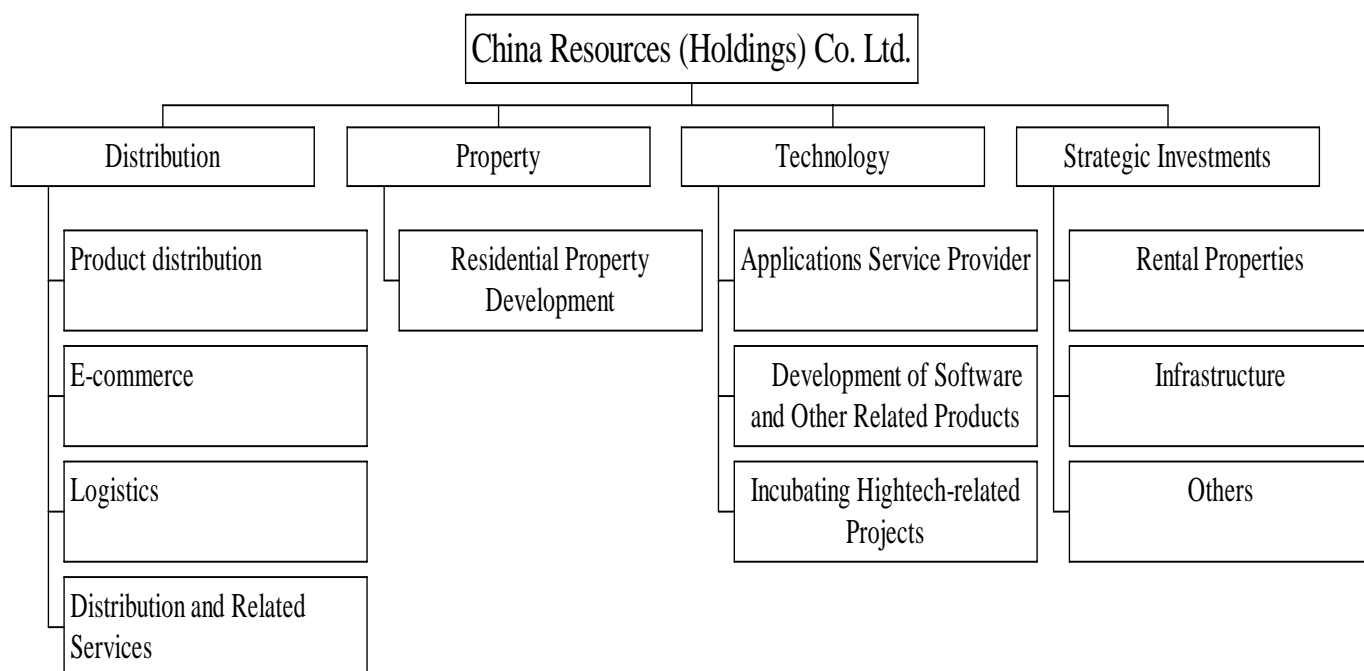 China Resources (Holdings) Co. Ltd.
Distribution
Property
Technology
Strategic Investments
Product distribution
E-commerce
Logistics
Distribution and Related
Services
Residential Property
Development
Applications Service Provider
Development of Software
and Other Related Products
Incubating Hightech-related
Projects
Rental Properties
Infrastructure
Others